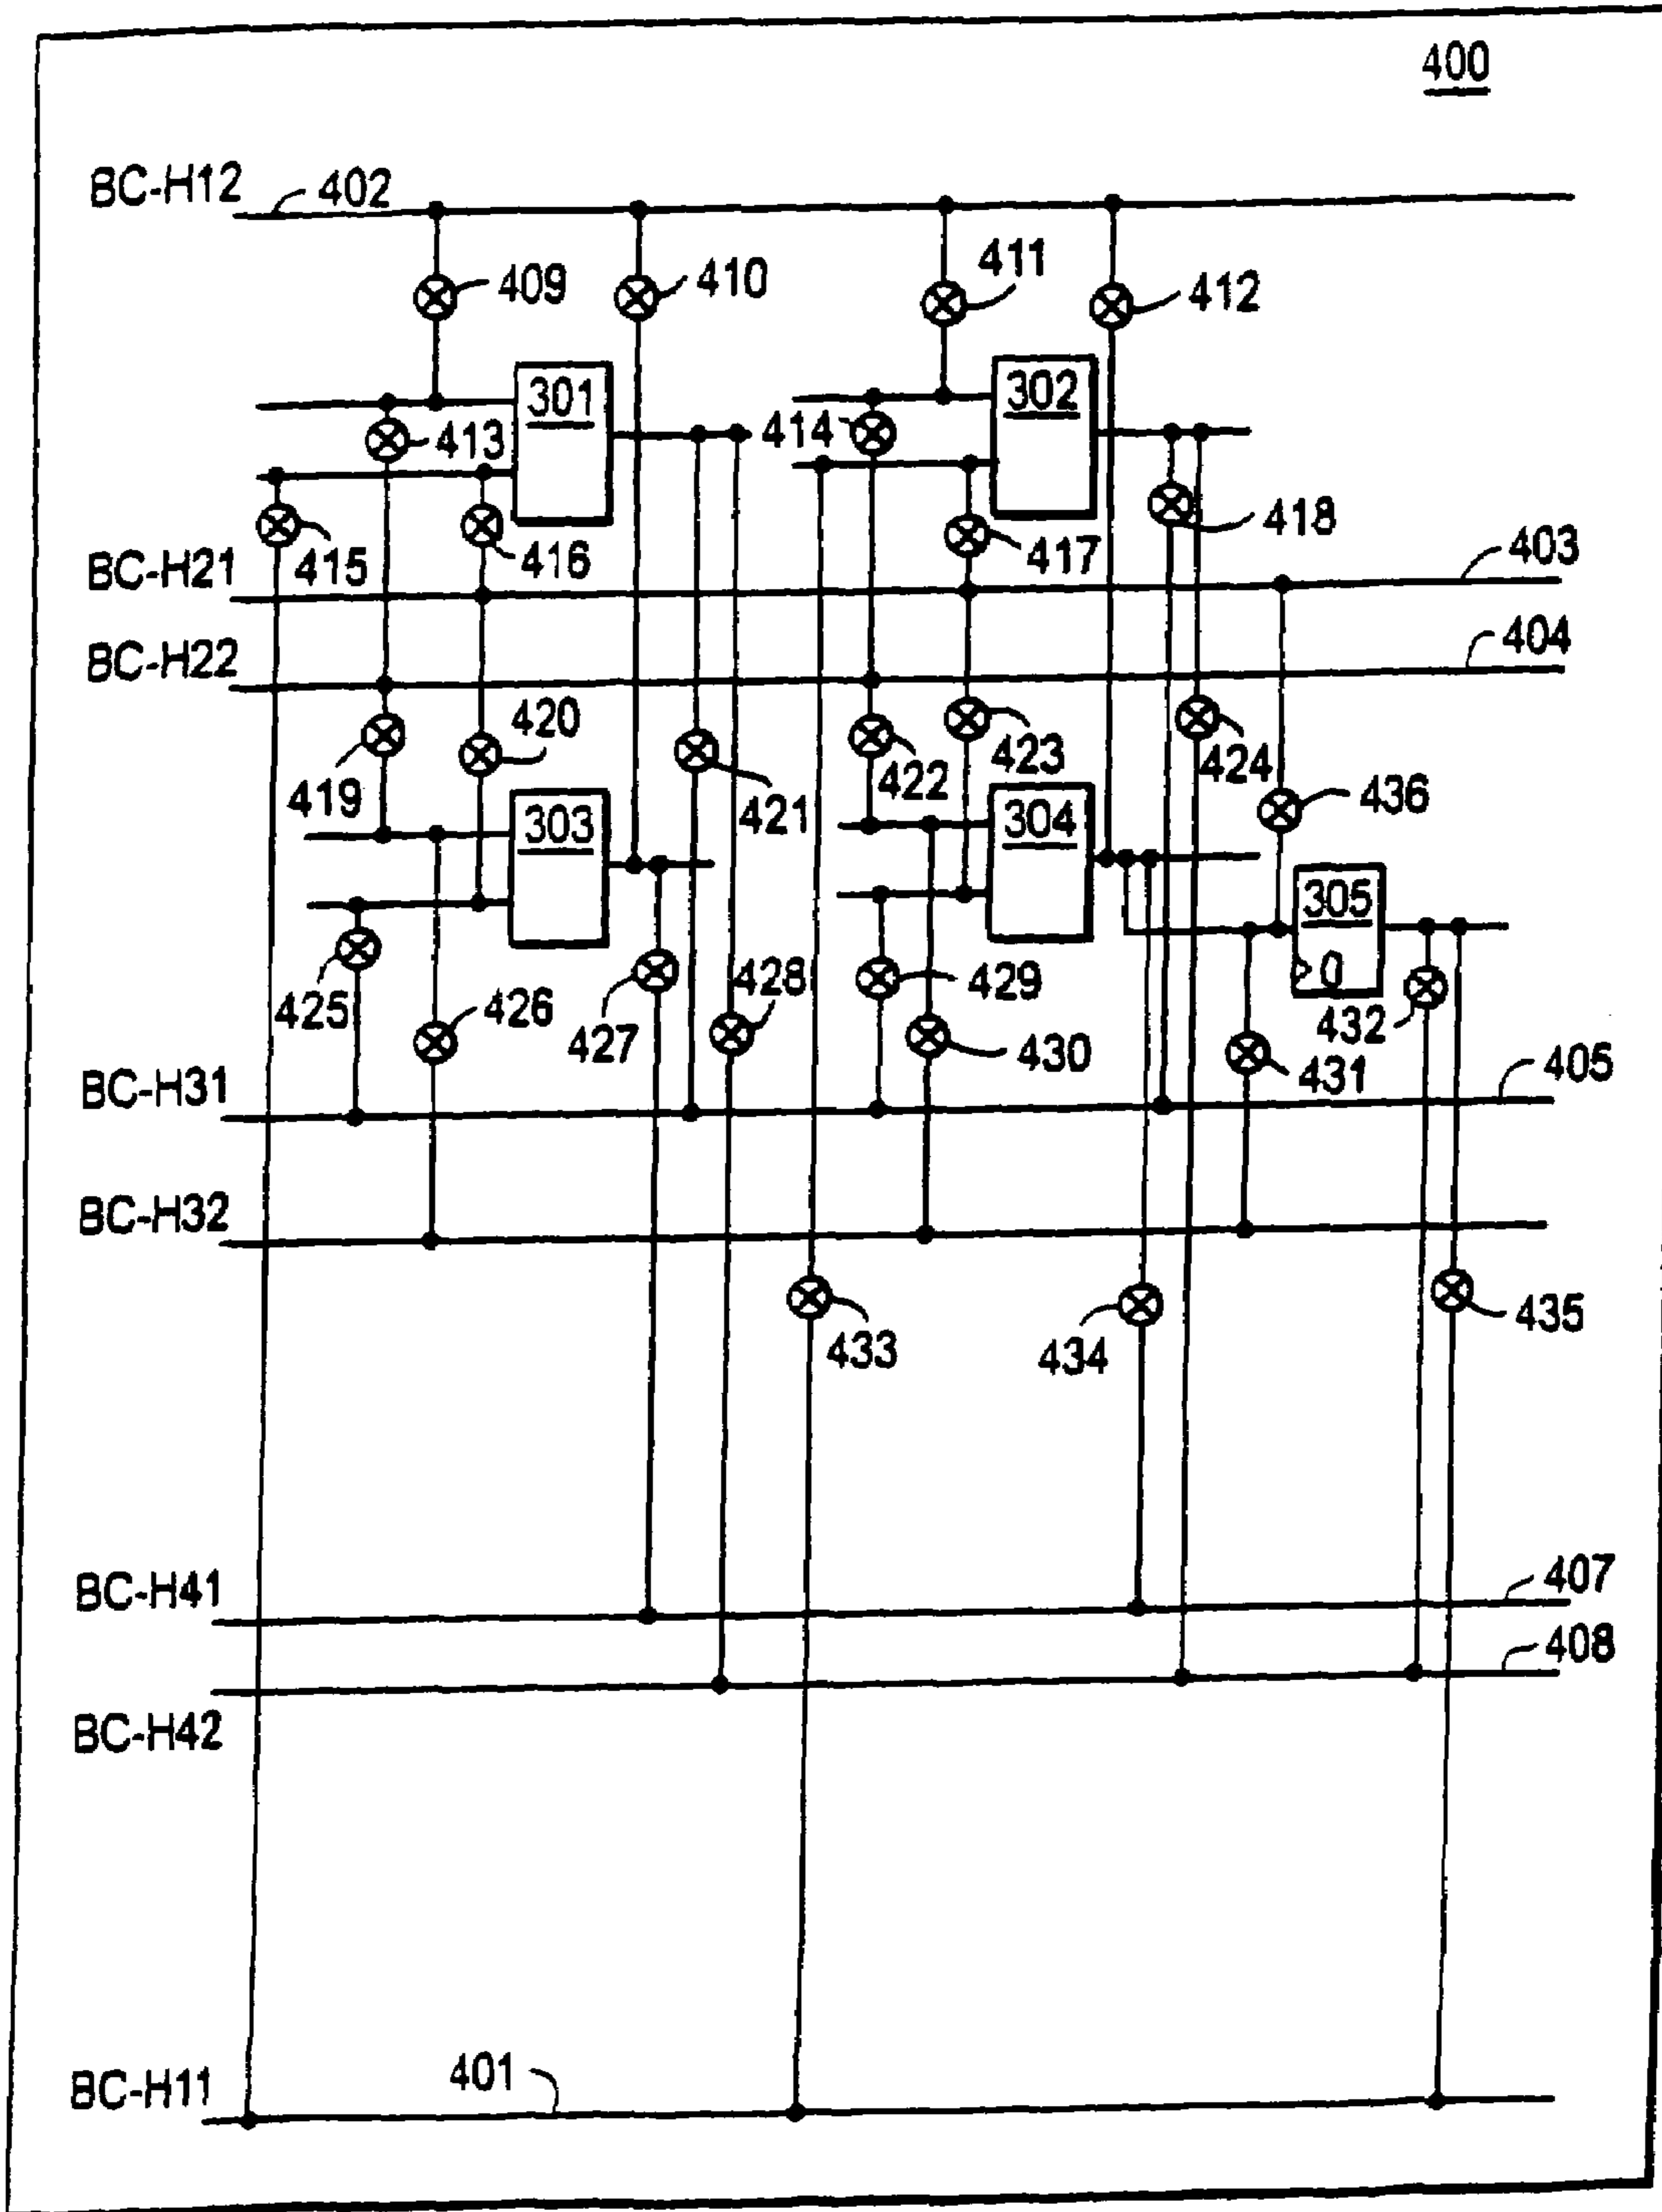 400
BC-H12 402
409 410 411 412
301 302
413 414
415 416 417 418
BC-H21 403
BC-H22 404
419 420 421 422 423 424
303 304 436
305
425 426 427 428 429 430 431 432
BC-H31 405
BC-H32
433 434 435
BC-H41 407
408
BC-H42
BC-H11 401